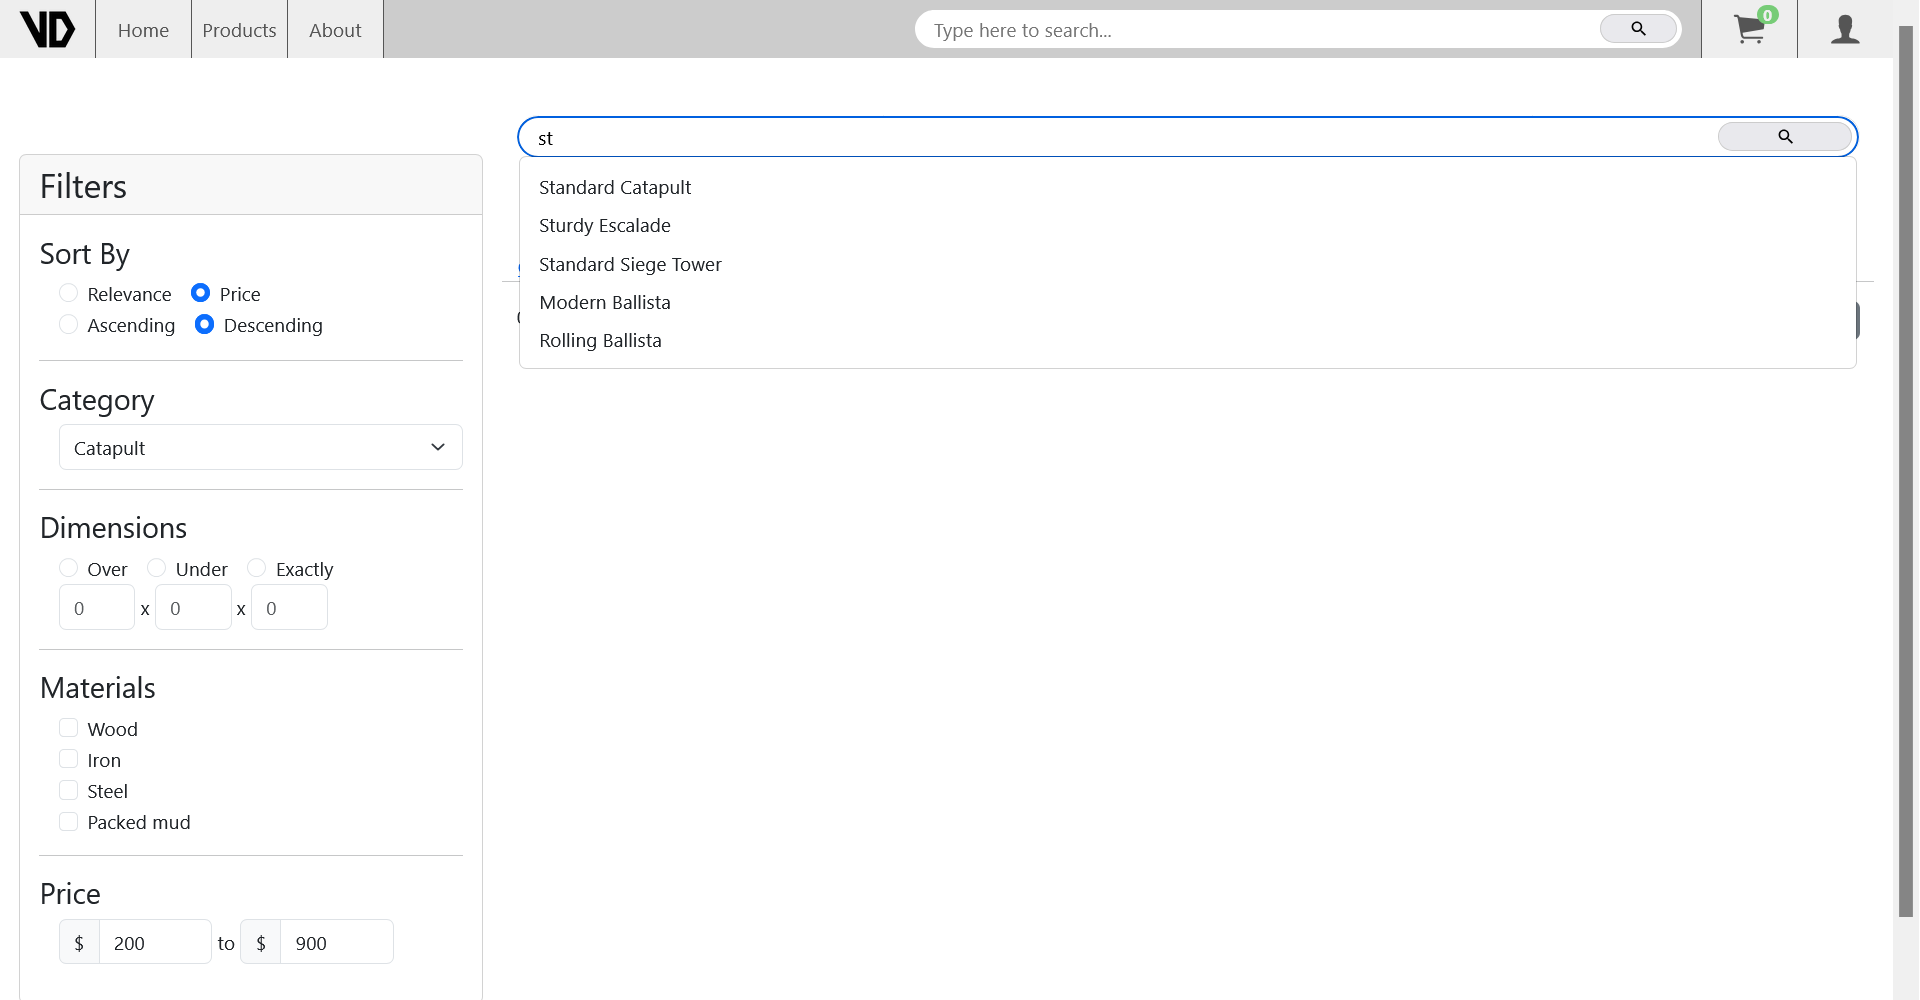 VD
Home
Products
About
Type here to search...
0
st
Standard Catapult
Sturdy Escalade
Standard Siege Tower
Modern Ballista
Rolling Ballista
Filters
Sort By
Relevance Price
Ascending Descending
Category
Catapult
Dimensions
Over Under Exactly
0 x 0 x 0
Materials
Wood
Iron
Steel
Packed mud
Price
$ 200 to $ 900